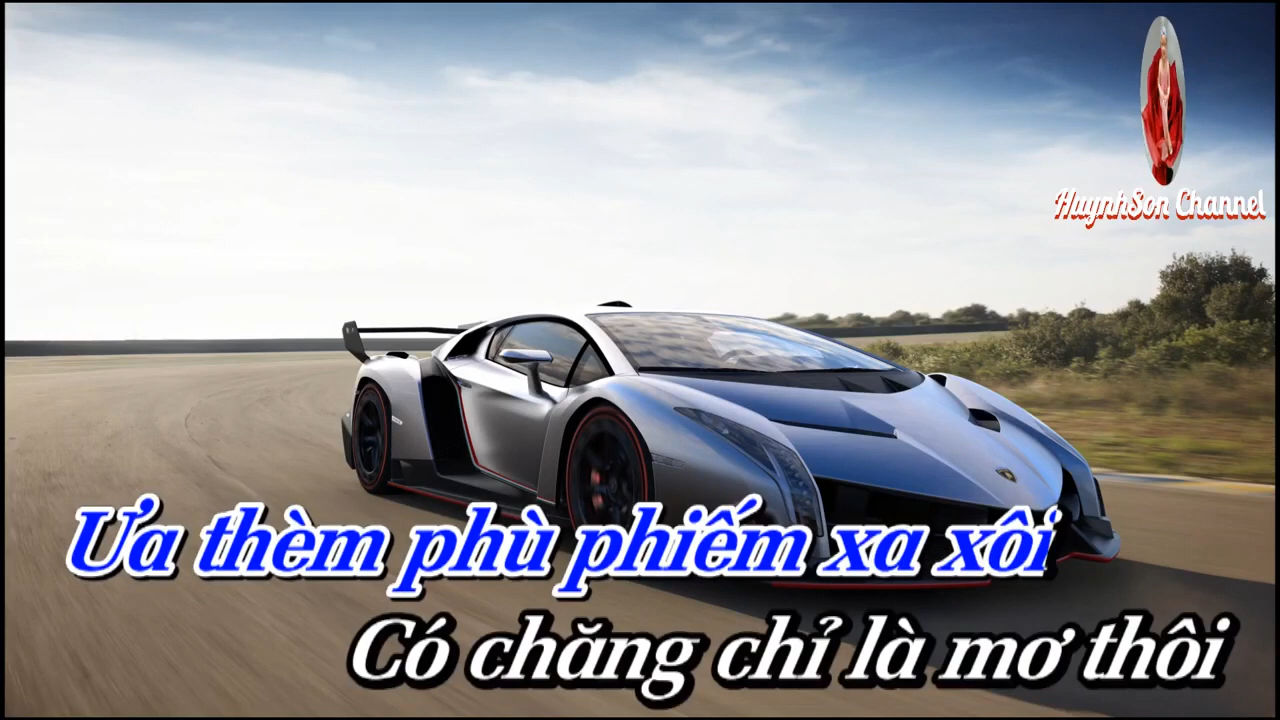 HuynhSon Channel
Ưa thèm phù phiếm xa xôi
Có chăng chỉ là mơ thôi